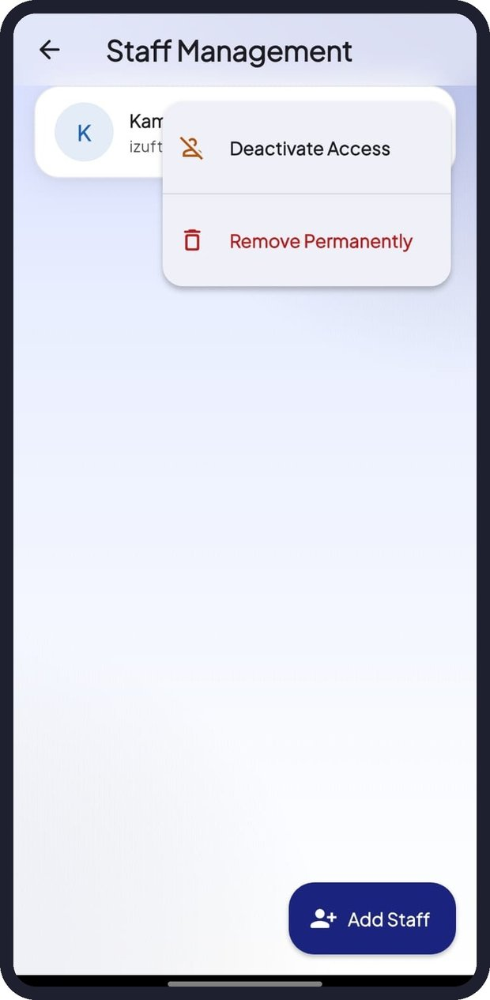 Staff Management
K
Kam
izuft
Deactivate Access
Remove Permanently
Add Staff